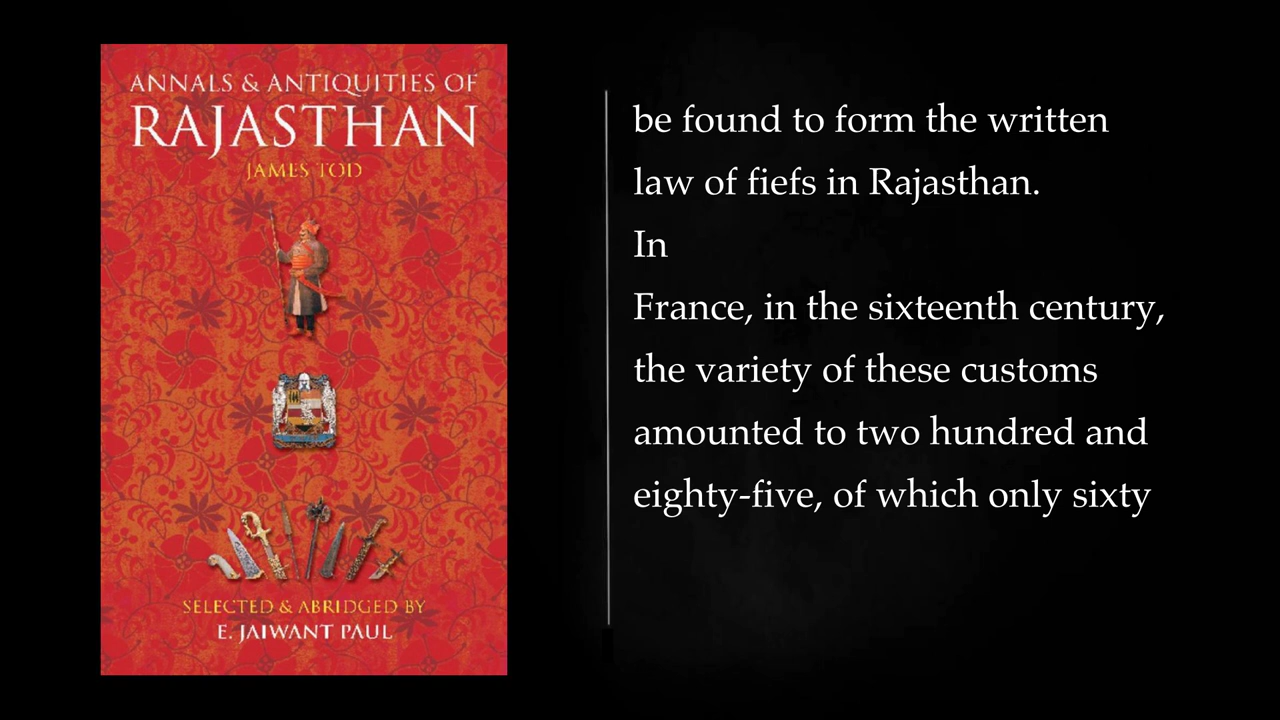 ANNALS & ANTIQUITIES OF
RAJASTHAN
JAMES TOD
SELECTED & ABRIDGED BY
E. JAIWANT PAUL
be found to form the written
law of fiefs in Rajasthan.
In
France, in the sixteenth century,
the variety of these customs
amounted to two hundred and
eighty-five, of which only sixty